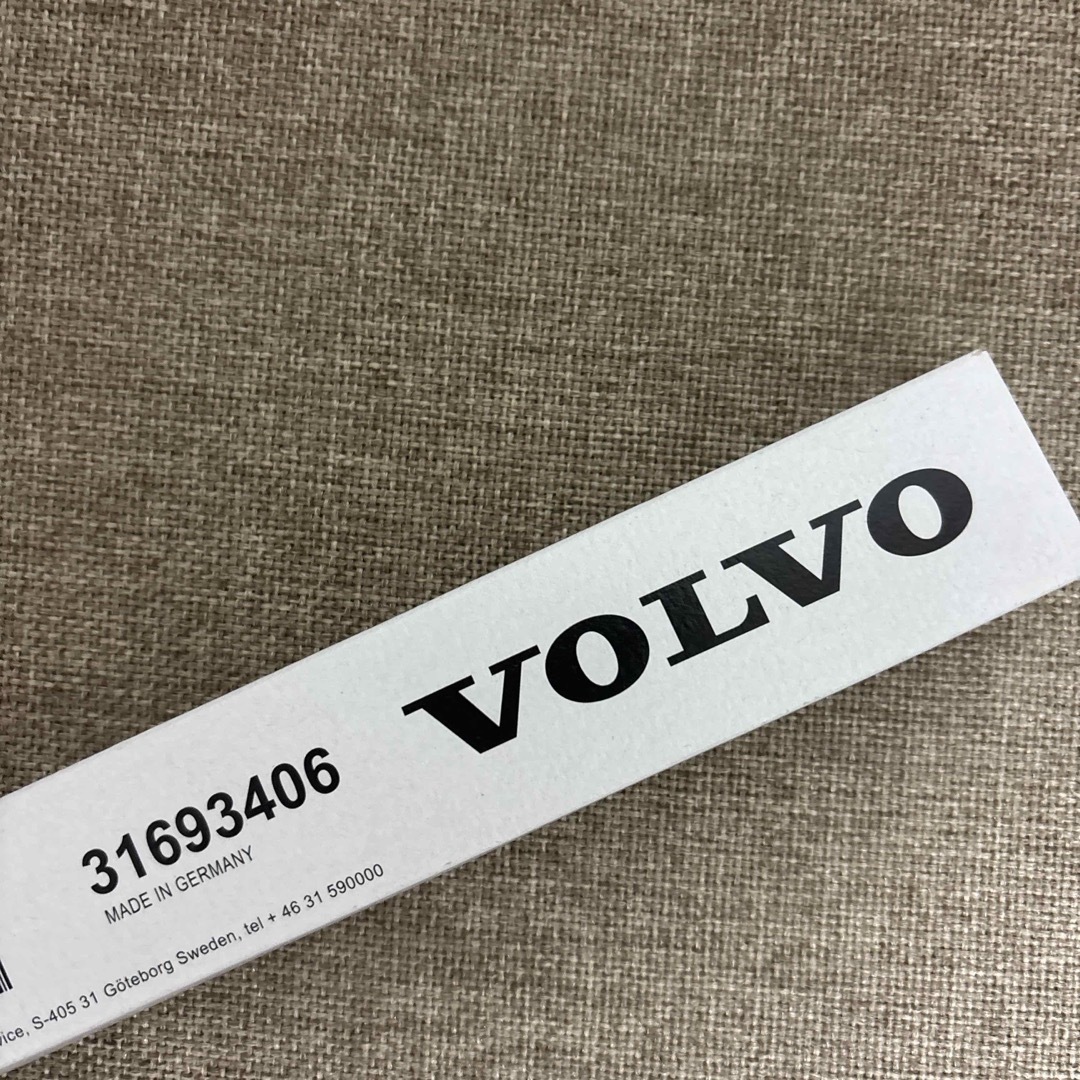 VOLVO
31693406
MADE IN GERMANY
S-405 31 Göteborg Sweden, tel + 46 31 590000